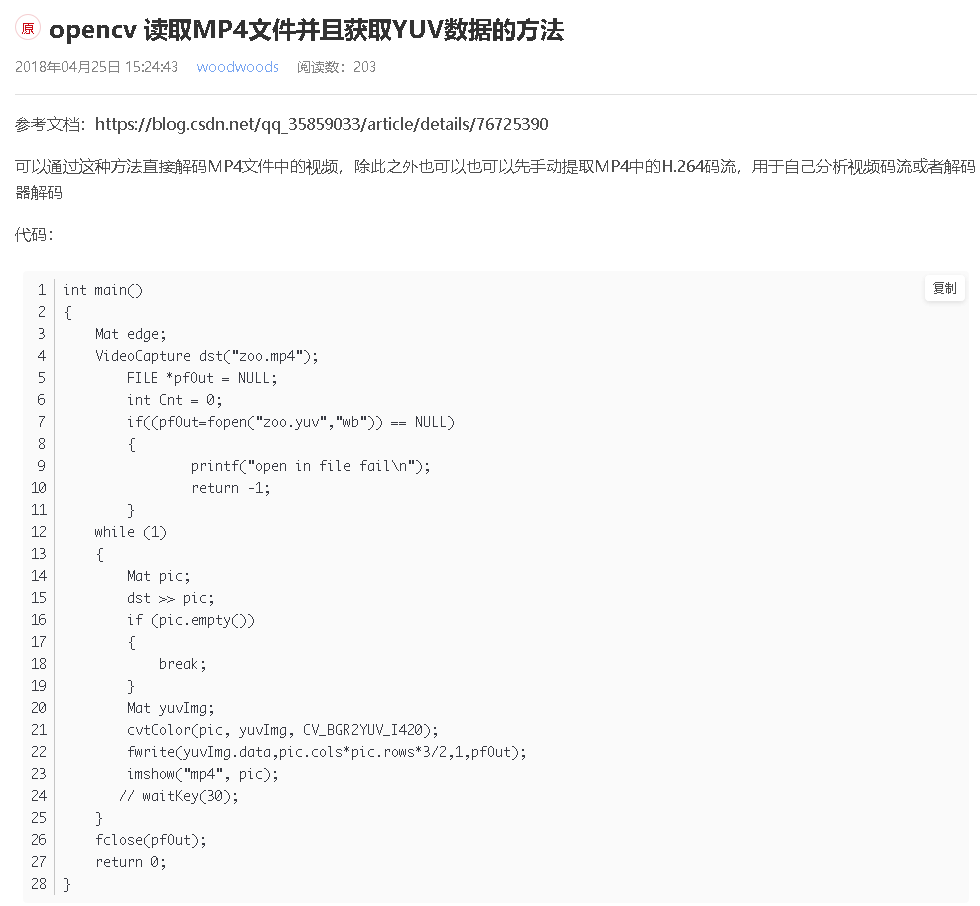 原 opencv 读取MP4文件并且获取YUV数据的方法
2018年04月25日 15:24:43 woodwoods 阅读数：203
参考文档：https://blog.csdn.net/qq_35859033/article/details/76725390
可以通过这种方法直接解码MP4文件中的视频，除此之外也可以也可以先手动提取MP4中的H.264码流，用于自己分析视频码流或者解码
器解码
代码：
复制
1 int main()
2 {
3     Mat edge;
4     VideoCapture dst("zoo.mp4");
5         FILE *pfOut = NULL;
6         int Cnt = 0;
7         if((pfOut=fopen("zoo.yuv","wb")) == NULL)
8         {
9                 printf("open in file fail\n");
10                 return -1;
11         }
12     while (1)
13     {
14         Mat pic;
15         dst >> pic;
16         if (pic.empty())
17         {
18             break;
19         }
20         Mat yuvImg;
21         cvtColor(pic, yuvImg, CV_BGR2YUV_I420);
22         fwrite(yuvImg.data,pic.cols*pic.rows*3/2,1,pfOut);
23         imshow("mp4", pic);
24        // waitKey(30);
25     }
26     fclose(pfOut);
27     return 0;
28 }